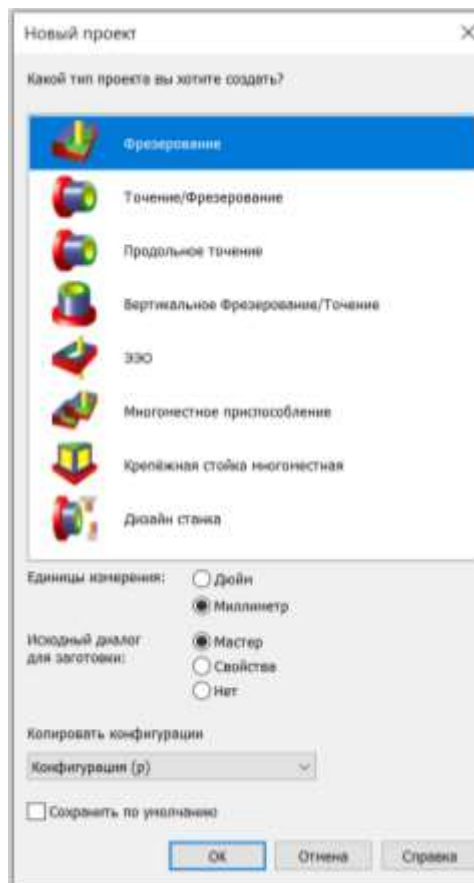 Новый проект
Какой тип проекта вы хотите создать?
Фрезерование
Точение/Фрезерование
Продольное точение
Вертикальное Фрезерование/Точение
ЭЭО
Многоместное приспособление
Крепёжная стойка многоместная
Дизайн станка
Единицы измерения:
Дюйм
Миллиметр
Исходный диалог
для заготовки:
Мастер
Свойства
Нет
Копировать конфигурации
Конфигурация (р)
Сохранить по умолчанию
ОК
Отмена
Справка